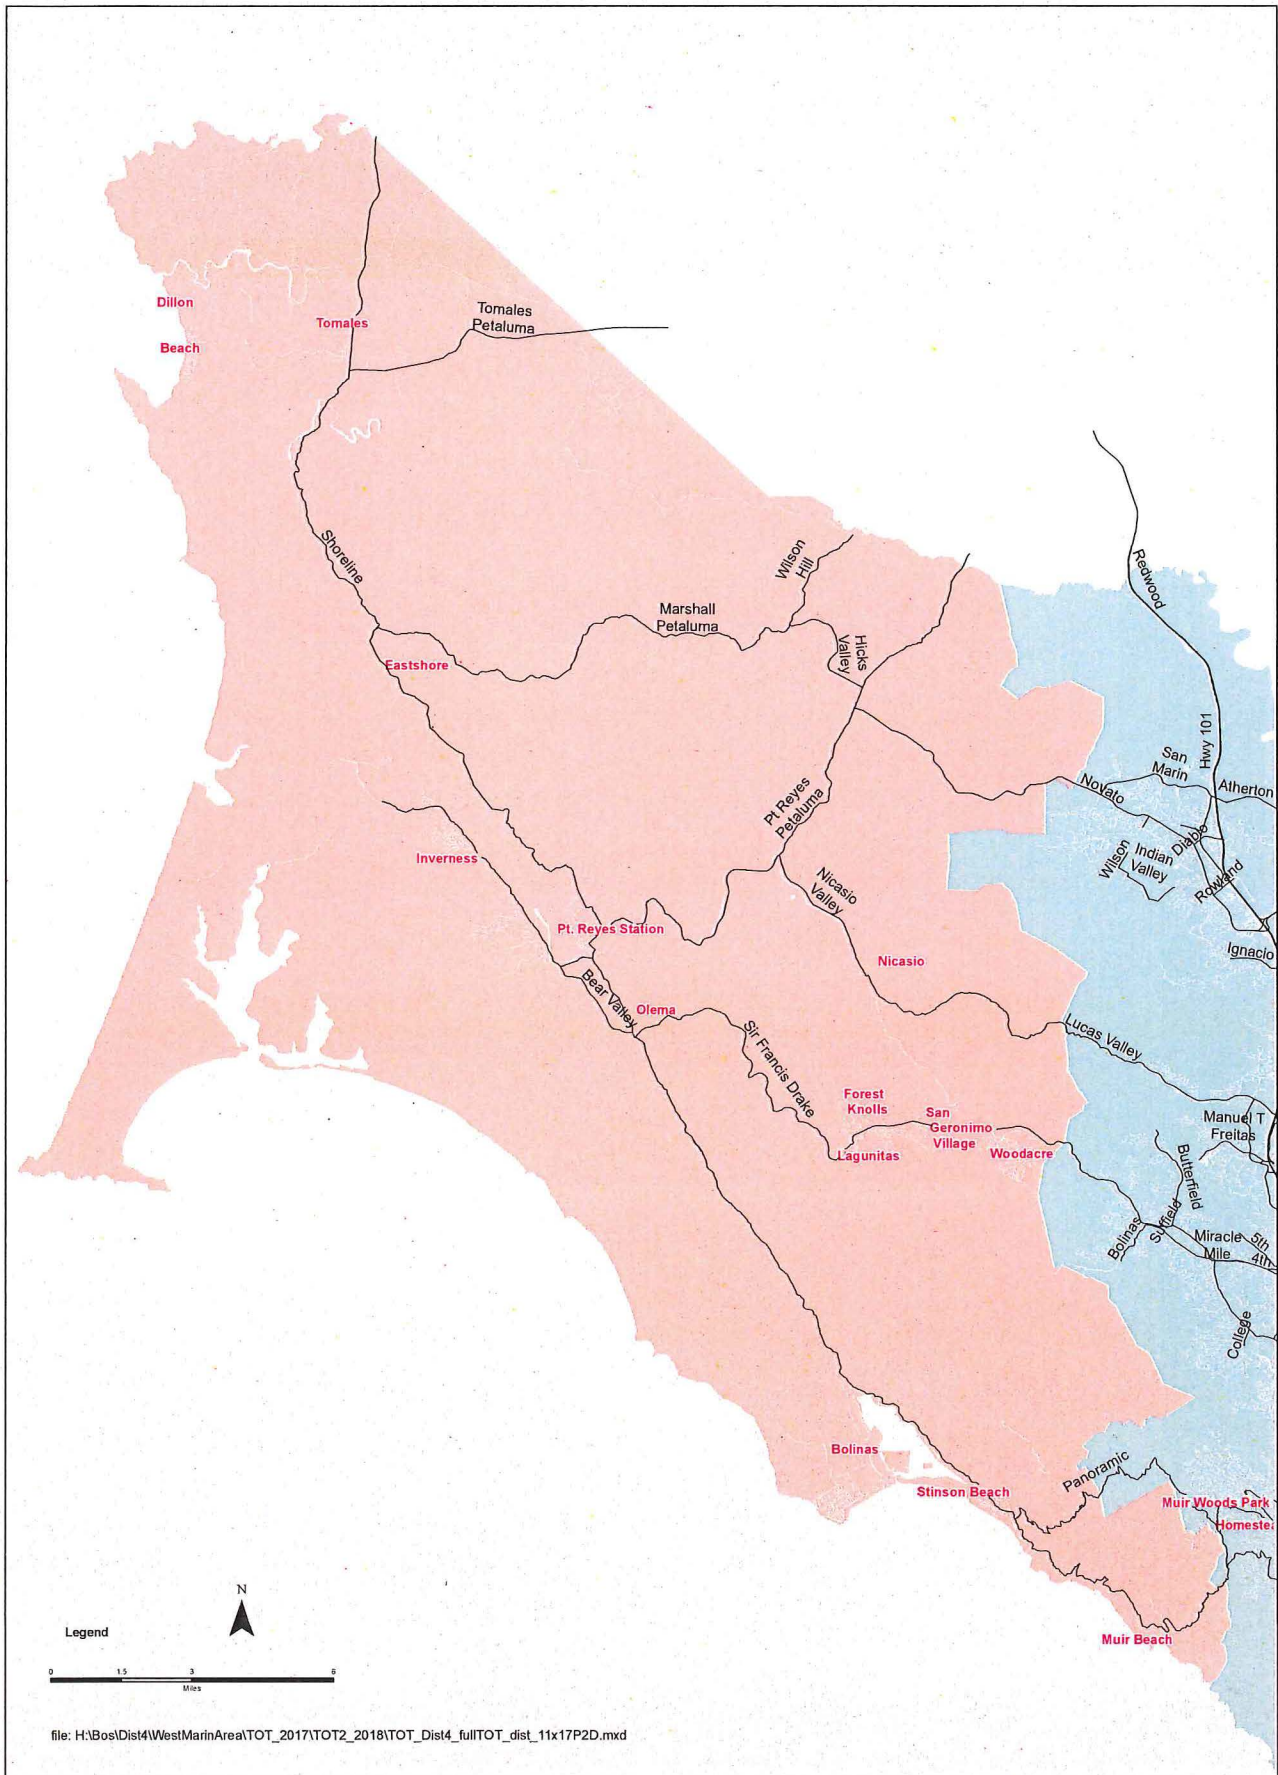 Dillon
Beach
Tomales
Tomales
Petaluma
Shoreline
Wilson
Hill
Marshall
Petaluma
Hicks
Valley
Eastshore
Redwood
Hwy 101
San
Marin
Atherton
Novato
Diablo
Wilson
Indian
Valley
Rowland
Ignacio
Pt Reyes
Petaluma
Inverness
Nicasio
Valley
Pt. Reyes Station
Nicasio
Bear Valley
Olema
Lucas Valley
Sir Francis Drake
Forest
Knolls
San
Geronimo
Village
Lagunitas
Woodacre
Manuel T
Freitas
Butterfield
Suffield
Bolinas
Miracle
Mile
5th
4th
College
Bolinas
Stinson Beach
Panoramic
Muir Woods Park
Homestea
Muir Beach
N
Legend
0 1.5 3 6
Miles
file: H:\Bos\Dist4\WestMarinArea\TOT_2017\TOT2_2018\TOT_Dist4_fullTOT_dist_11x17P2D.mxd